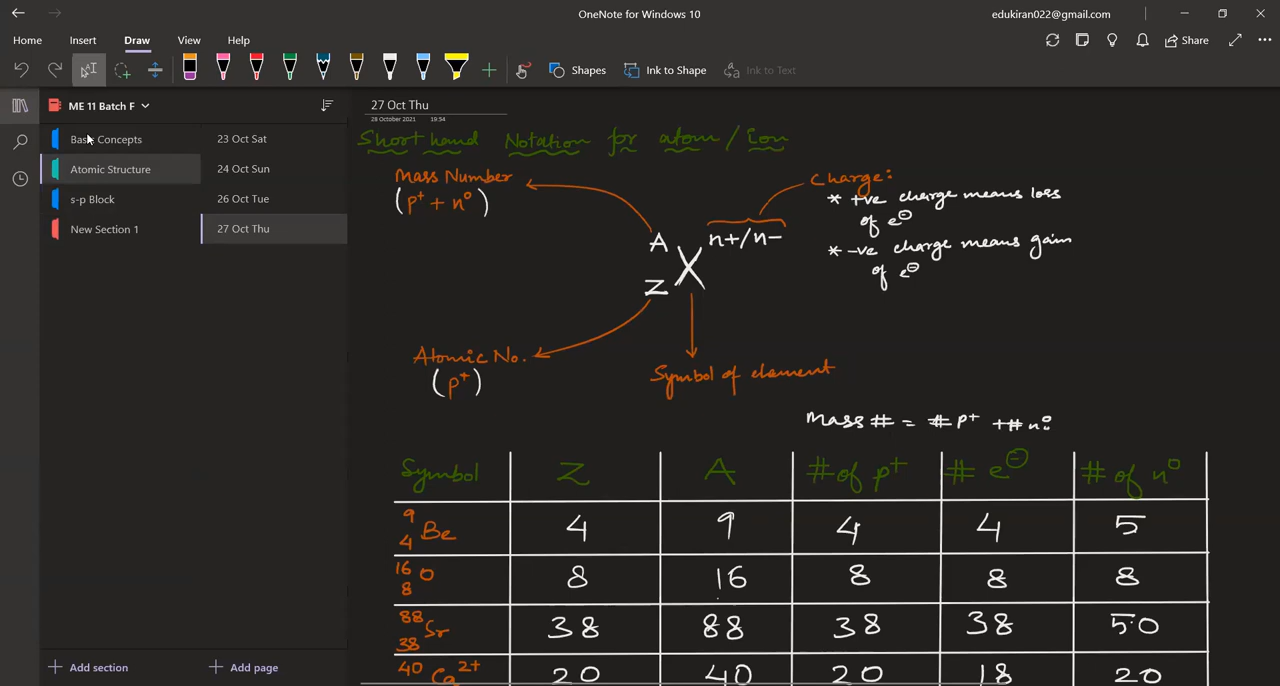 OneNote for Windows 10
edukiran022@gmail.com
Home Insert Draw View Help
Share
Shapes Ink to Shape Ink to Text
ME 11 Batch F
Basic Concepts
Atomic Structure
s-p Block
New Section 1
23 Oct Sat
24 Oct Sun
26 Oct Tue
27 Oct Thu
Add section
Add page
27 Oct Thu
28 October 2021 19:54
Short hand Notation for atom / ion
Mass Number
(p⁺ + n⁰)
Charge:
* +ve charge means loss
of e⊖
* -ve charge means gain
of e⊖
A n+/n-
X
Z
Atomic No.
(p⁺)
Symbol of element
Mass # = # p⁺ + # n⁰
Symbol Z A # of p⁺ # e⊖ # of n⁰
⁹₄Be 4 9 4 4 5
¹⁶₈O 8 16 8 8 8
⁸⁸₃₈Sr 38 88 38 38 50
⁴⁰Ca²⁺ 20 40 20 18 20